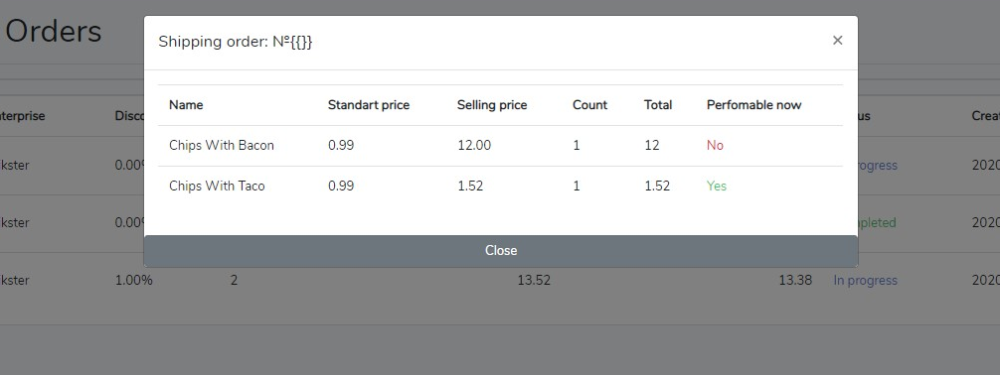 Orders
Shipping order: Nº{{}}
×
Name Standart price Selling price Count Total Perfomable now
Chips With Bacon 0.99 12.00 1 12 No
Chips With Taco 0.99 1.52 1 1.52 Yes
Close
terprise Disco us Creat
kster 0.00% rogress 2020
kster 0.00% pleted 2020
kster 1.00% 2 13.52 13.38 In progress 2020